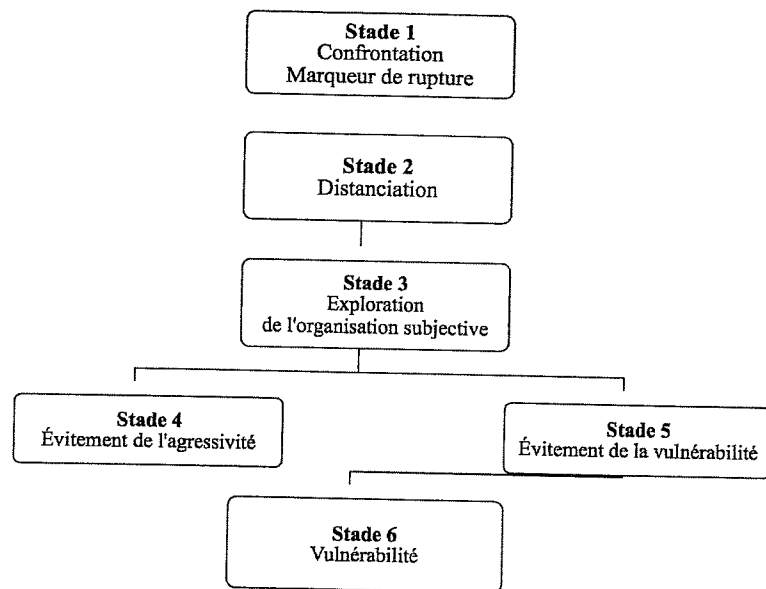 Stade 1
Confrontation
Marqueur de rupture
Stade 2
Distanciation
Stade 3
Exploration
de l'organisation subjective
Stade 4
Évitement de l'agressivité
Stade 5
Évitement de la vulnérabilité
Stade 6
Vulnérabilité